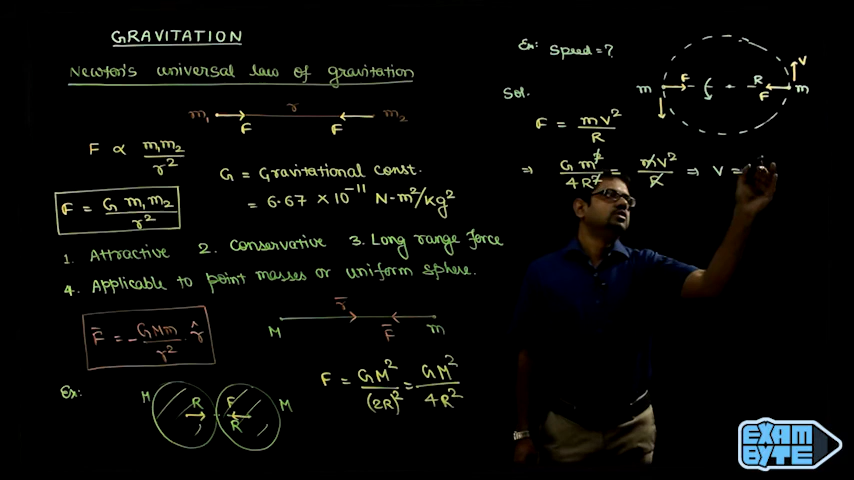 GRAVITATION
Newton's universal law of gravitation
m₁ r m₂
F F
F ∝ m₁m₂/r²
G = Gravitational Const.
= 6.67 × 10⁻¹¹ N-m²/kg²
F = G m₁m₂/r²
1. Attractive 2. Conservative 3. Long range force
4. Applicable to point masses or uniform sphere.
F̄ = - GMm/r² · r̂
M r̄ F̄ m
Ex:
M R F R M
F = GM²/(2R)² = GM²/4R²
Ex: Speed = ?
m F R F m V
Sol.
F = mV²/R
⇒ Gm²/4R² = mV²/R ⇒ V =
EXAM
BYTE